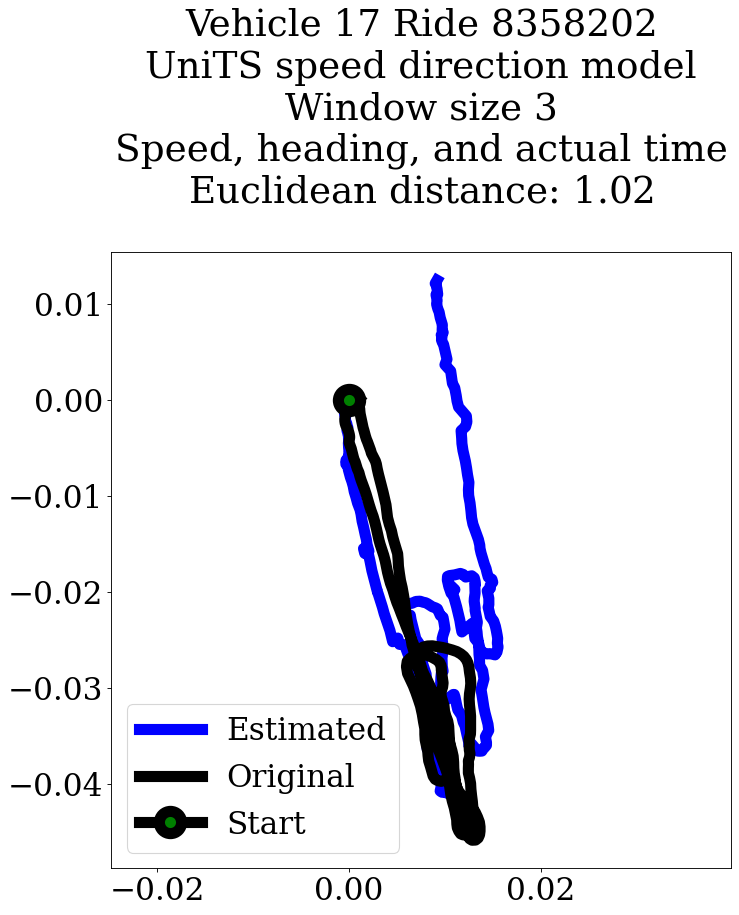 Vehicle 17 Ride 8358202
UniTS speed direction model
Window size 3
Speed, heading, and actual time
Euclidean distance: 1.02
0.01
0.00
−0.01
−0.02
−0.03
−0.04
Estimated
Original
Start
−0.02
0.00
0.02